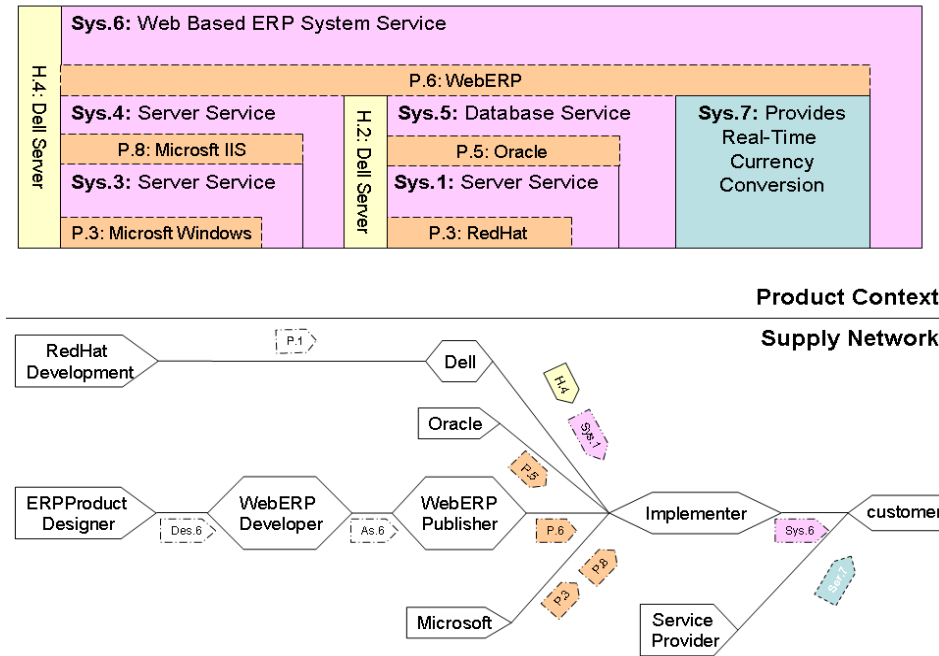 Sys.6: Web Based ERP System Service
H.4: Dell Server
P.6: WebERP
Sys.4: Server Service
P.8: Microsft IIS
Sys.3: Server Service
P.3: Microsft Windows
H.2: Dell Server
Sys.5: Database Service
P.5: Oracle
Sys.1: Server Service
P.3: RedHat
Sys.7: Provides
Real-Time
Currency
Conversion
Product Context
Supply Network
RedHat
Development
P.1
Dell
H.4
Sys.1
Oracle
P.5
ERPProduct
Designer
Des.6
WebERP
Developer
As.6
WebERP
Publisher
P.6
Implementer
Sys.6
customer
Microsoft
P.3
P.8
Service
Provider
Ser.7